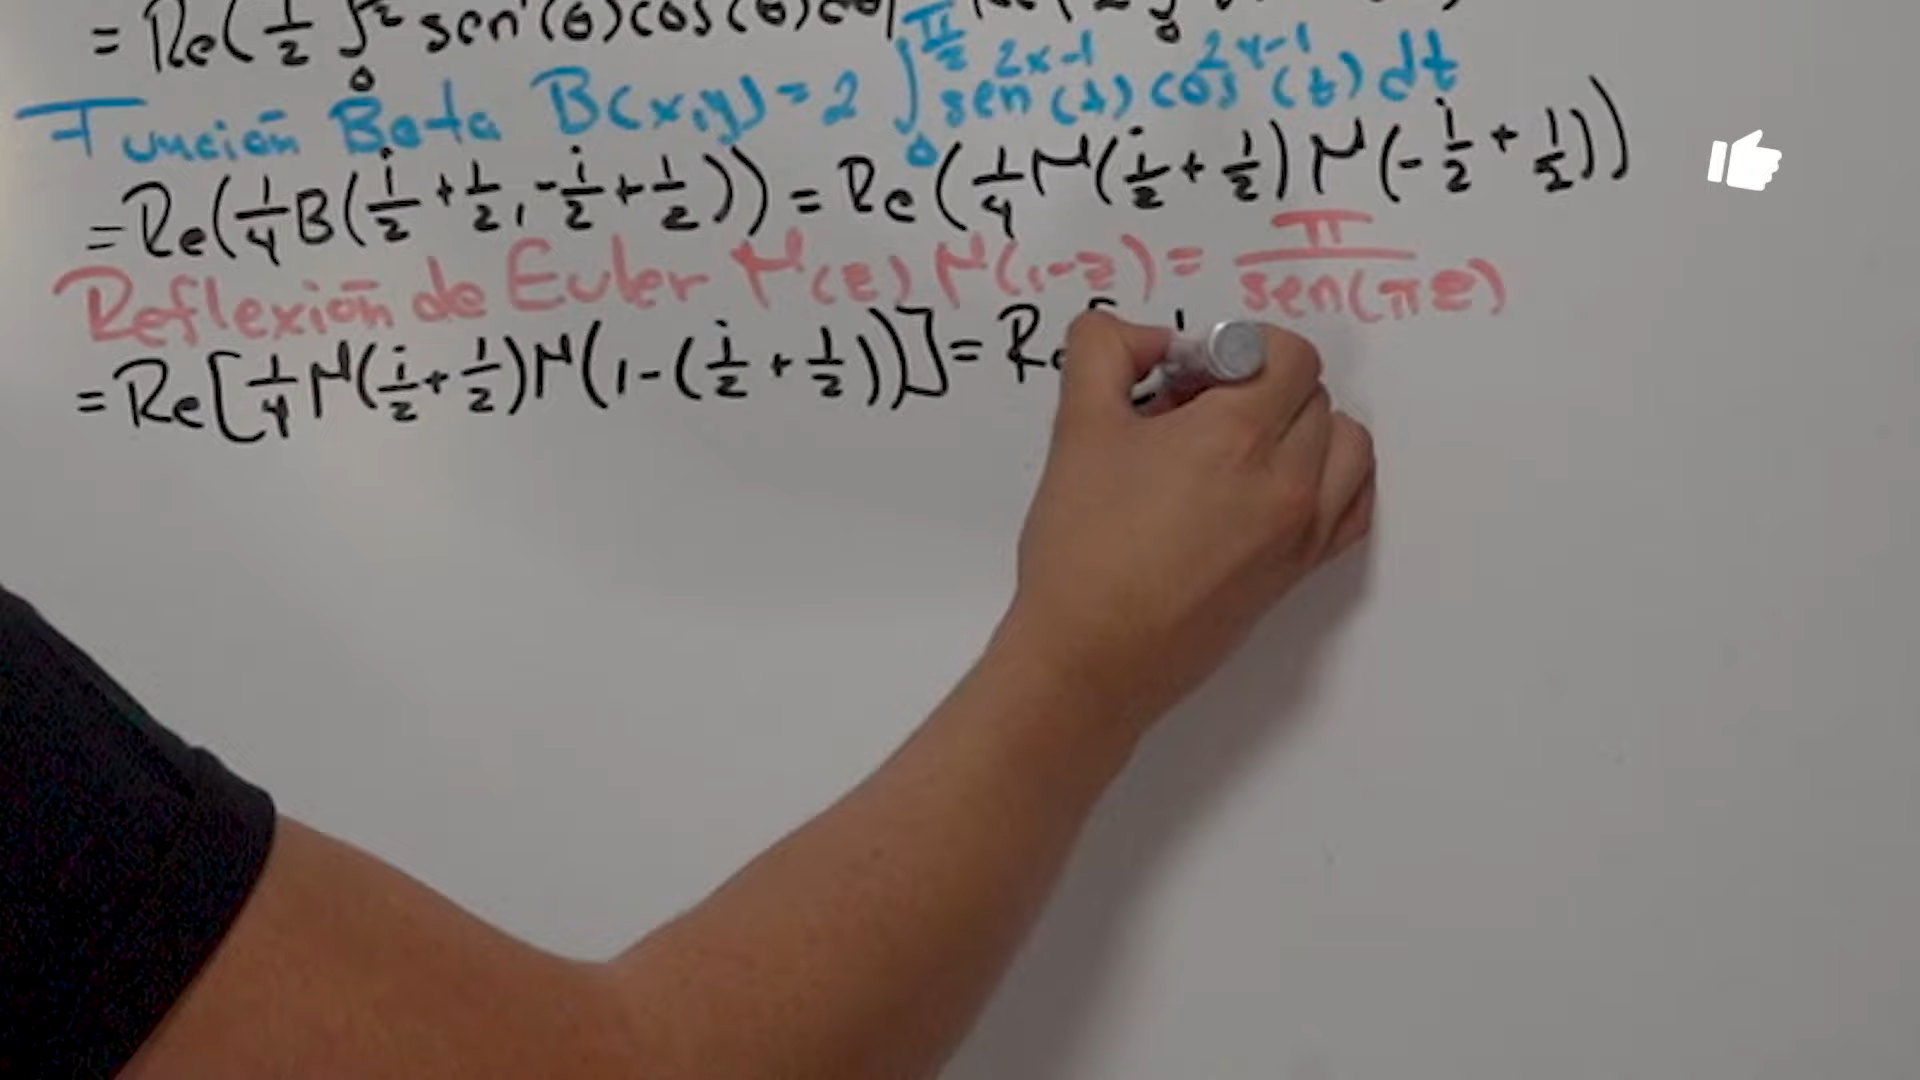 = Re(1/2 ∫ sen (θ)cos(θ)
Función Beta B(x,y) = 2 ∫₀^(π/2) sen^(2x-1)(t) cos^(2y-1)(t) dt
= Re(1/4 B(i/2 + 1/2, -i/2 + 1/2)) = Re(1/4 Γ(i/2 + 1/2) Γ(-i/2 + 1/2))
Reflexión de Euler Γ(z) Γ(1-z) = π/sen(πz)
= Re[1/4 Γ(i/2 + 1/2) Γ(1-(i/2 + 1/2))] = Re[